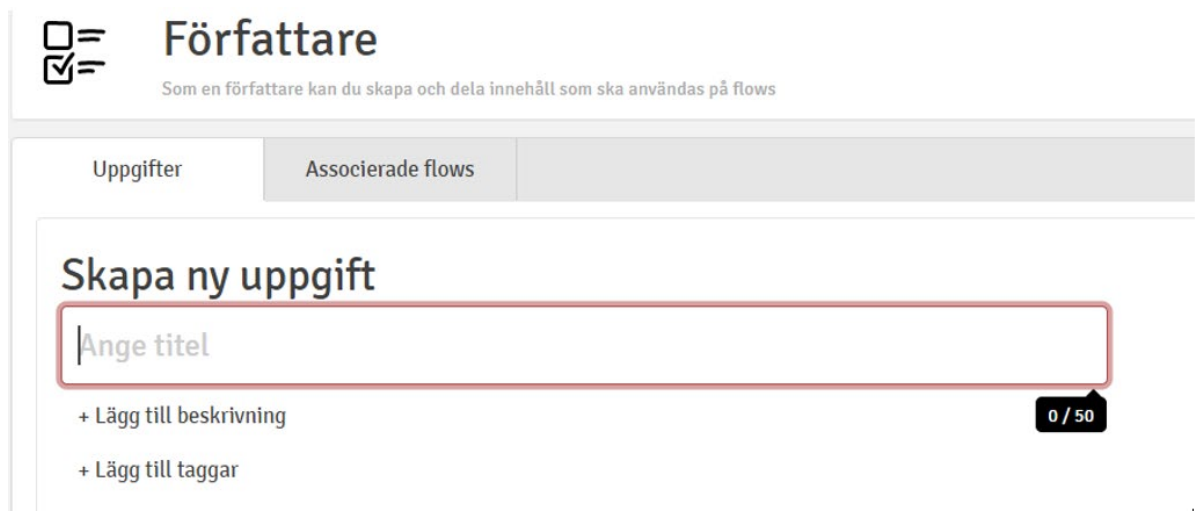 Författare
Som en författare kan du skapa och dela innehåll som ska användas på flows
Uppgifter
Associerade flows
Skapa ny uppgift
Ange titel
+ Lägg till beskrivning
0 / 50
+ Lägg till taggar